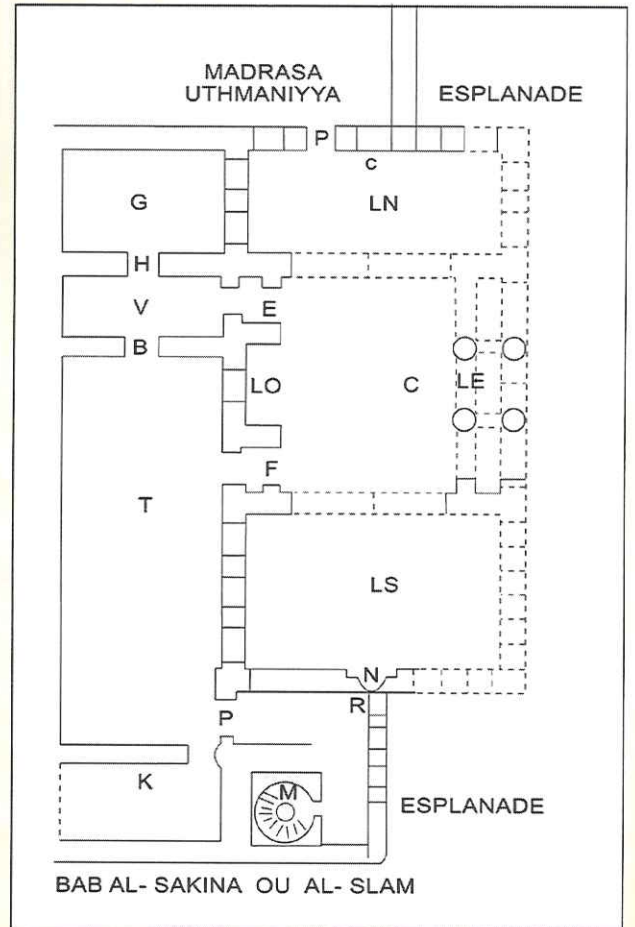 MADRASA
UTHMANIYYA
ESPLANADE
P
c
G
LN
H
V
E
B
LO
C
LE
F
T
LS
N
R
P
K
M
ESPLANADE
BAB AL- SAKINA OU AL- SLAM